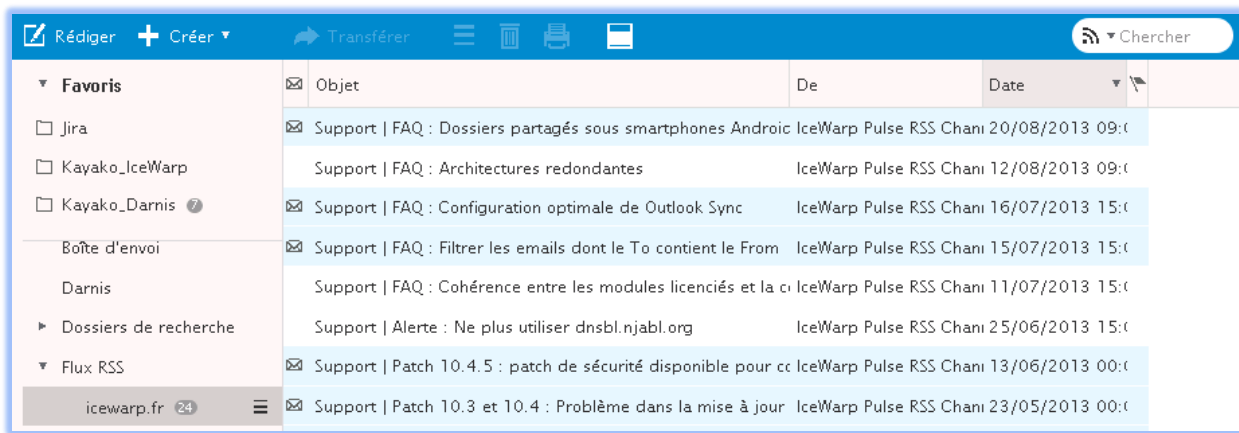 Rédiger Créer Transférer Chercher
Favoris
Jira
Kayako_IceWarp
Kayako_Darnis 7
Boîte d'envoi
Darnis
Dossiers de recherche
Flux RSS
icewarp.fr 24
Objet De Date
Support | FAQ : Dossiers partagés sous smartphones Androic IceWarp Pulse RSS Chan 20/08/2013 09:
Support | FAQ : Architectures redondantes IceWarp Pulse RSS Chan 12/08/2013 09:
Support | FAQ : Configuration optimale de Outlook Sync IceWarp Pulse RSS Chan 16/07/2013 15:
Support | FAQ : Filtrer les emails dont le To contient le From IceWarp Pulse RSS Chan 15/07/2013 15:
Support | FAQ : Cohérence entre les modules licenciés et la c IceWarp Pulse RSS Chan 11/07/2013 15:
Support | Alerte : Ne plus utiliser dnsbl.njabl.org IceWarp Pulse RSS Chan 25/06/2013 15:
Support | Patch 10.4.5 : patch de sécurité disponible pour cc IceWarp Pulse RSS Chan 13/06/2013 00:
Support | Patch 10.3 et 10.4 : Problème dans la mise à jour IceWarp Pulse RSS Chan 23/05/2013 00: